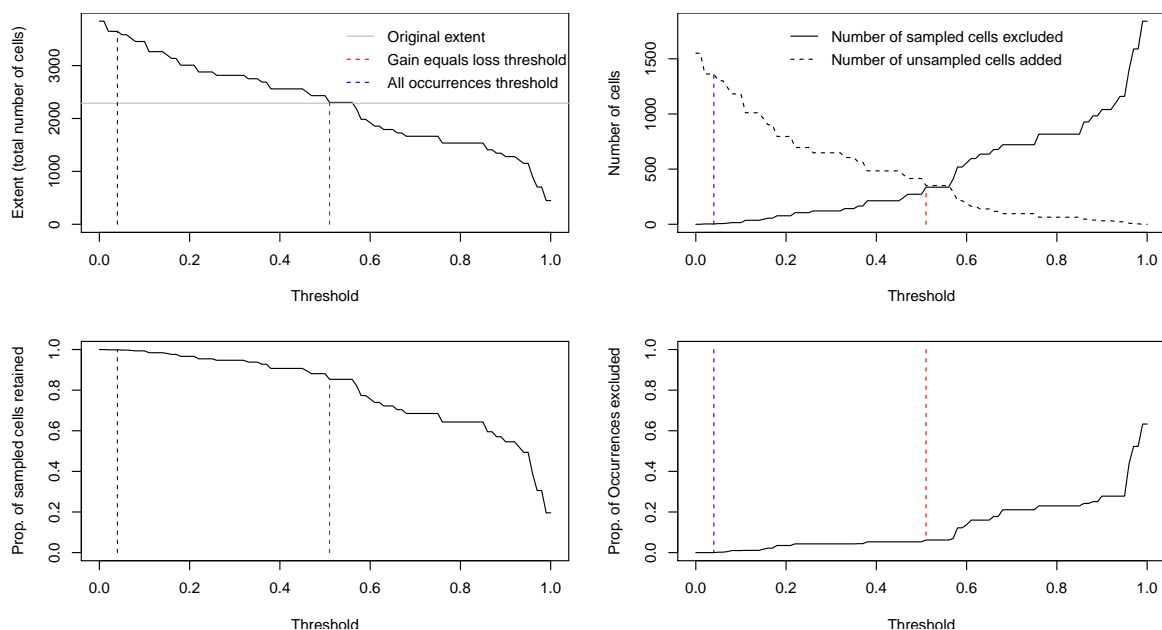 Extent (total number of cells)
0 1000 2000 3000
Original extent
Gain equals loss threshold
All occurrences threshold
0.0 0.2 0.4 0.6 0.8 1.0
Threshold
Number of cells
0 500 1000 1500
Number of sampled cells excluded
Number of unsampled cells added
0.0 0.2 0.4 0.6 0.8 1.0
Threshold
Prop. of sampled cells retained
0.0 0.2 0.4 0.6 0.8 1.0
0.0 0.2 0.4 0.6 0.8 1.0
Threshold
Prop. of Occurrences excluded
0.0 0.2 0.4 0.6 0.8 1.0
0.0 0.2 0.4 0.6 0.8 1.0
Threshold